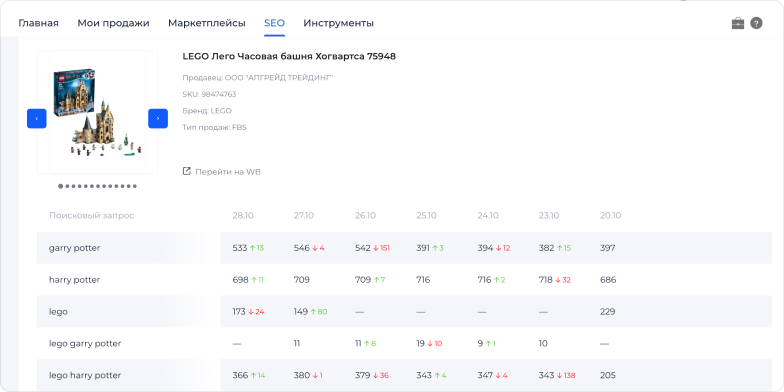 Главная Мои продажи Маркетплейсы SEO Инструменты ?
LEGO Лего Часовая башня Хогвартса 75948
Продавец: ООО "АПГРЕЙД ТРЕЙДИНГ"
SKU: 98474763
Бренд: LEGO
Тип продаж: FBS
Перейти на WB
Поисковый запрос 28.10 27.10 26.10 25.10 24.10 23.10 20.10
garry potter 533 ↑13 546 ↓4 542 ↓151 391 ↑3 394 ↓12 382 ↑15 397
harry potter 698 ↑11 709 709 ↑7 716 716 ↑2 718 ↓32 686
lego 173 ↓24 149 ↑80 — — — — 229
lego garry potter — 11 11 ↑8 19 ↓10 9 ↑1 10 —
lego harry potter 366 ↑14 380 ↓1 379 ↓36 343 ↑4 347 ↓4 343 ↓138 205